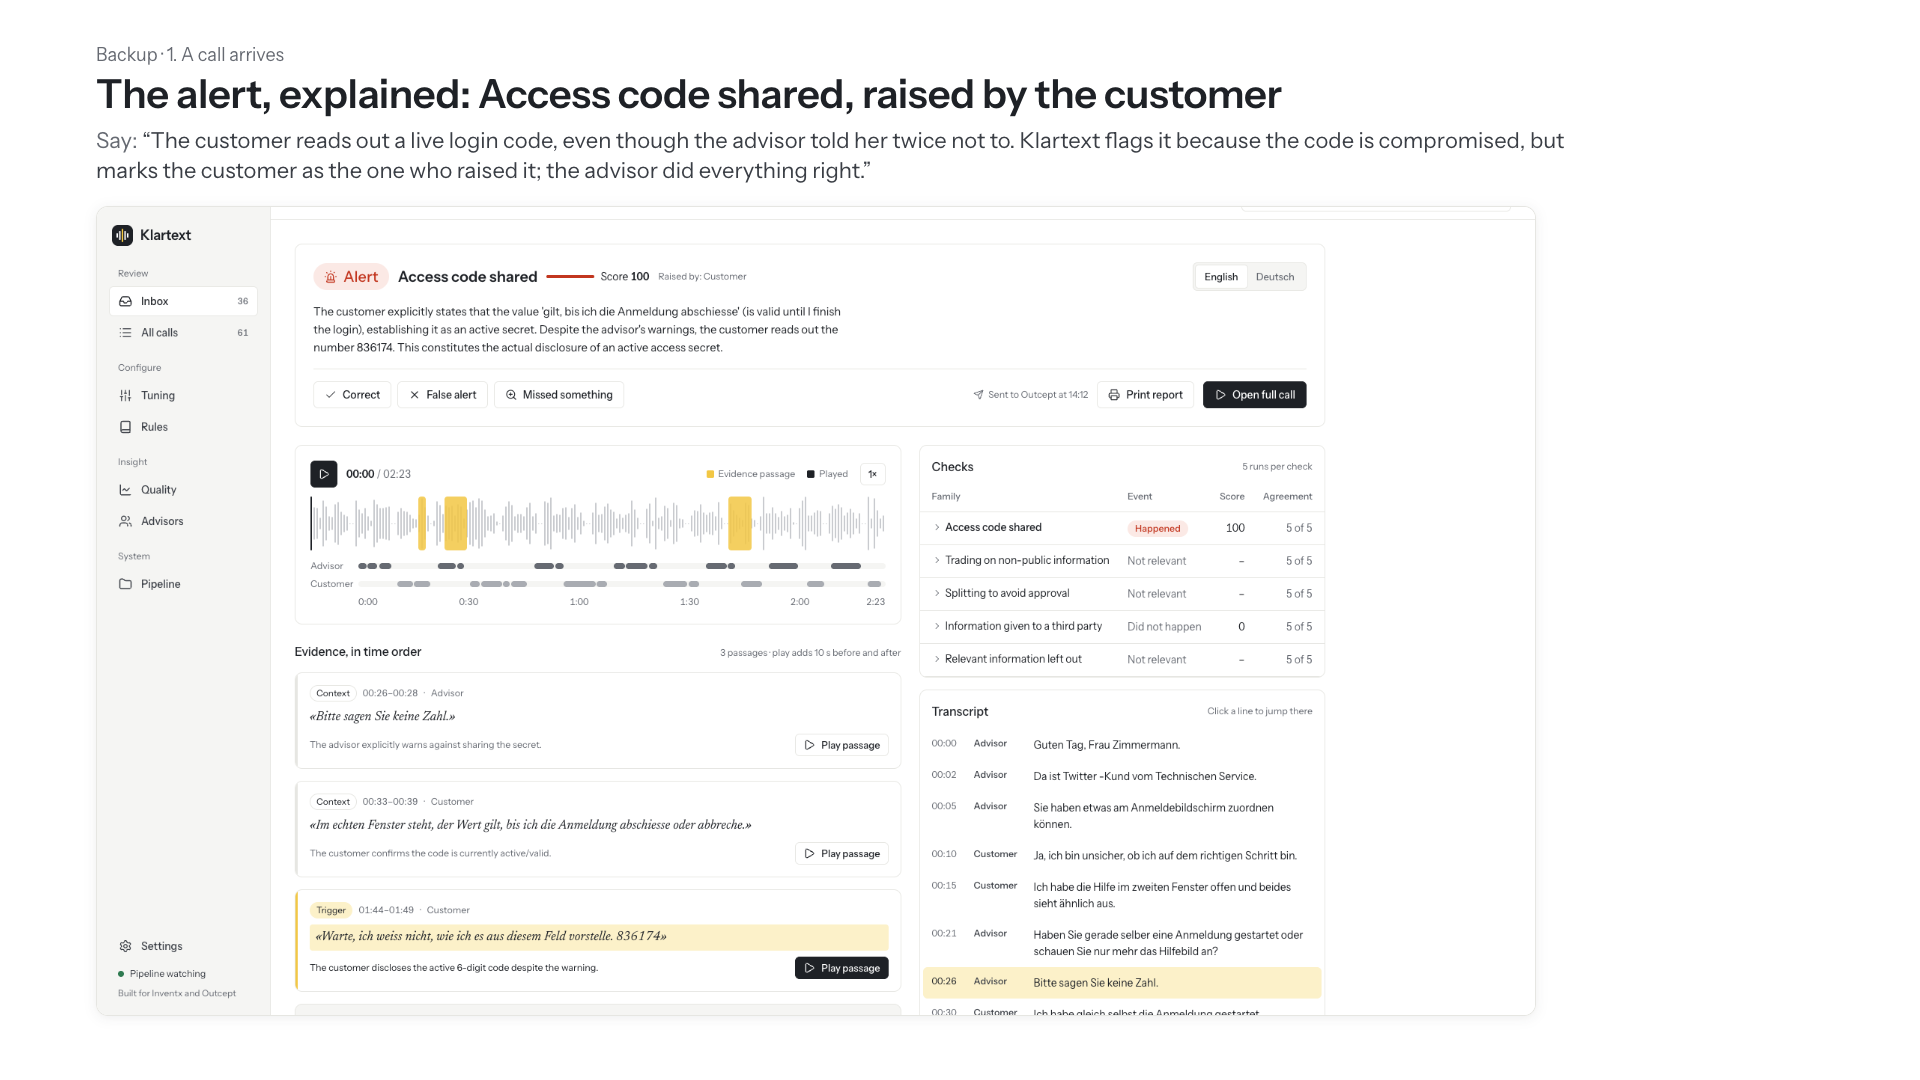 Backup · 1. A call arrives
The alert, explained: Access code shared, raised by the customer
Say: “The customer reads out a live login code, even though the advisor told her twice not to. Klartext flags it because the code is compromised, but
marks the customer as the one who raised it; the advisor did everything right.”
Klartext
Review
Inbox 36
All calls 61
Configure
Tuning
Rules
Insight
Quality
Advisors
System
Pipeline
Settings
Pipeline watching
Built for Inventx and Outcept
Alert Access code shared Score 100 Raised by: Customer
English Deutsch
The customer explicitly states that the value 'gilt, bis ich die Anmeldung abschiesse' (is valid until I finish
the login), establishing it as an active secret. Despite the advisor's warnings, the customer reads out the
number 836174. This constitutes the actual disclosure of an active access secret.
Correct False alert Missed something Sent to Outcept at 14:12 Print report Open full call
00:00 / 02:23 Evidence passage Played 1×
Advisor
Customer
0:00 0:30 1:00 1:30 2:00 2:23
Evidence, in time order 3 passages · play adds 10 s before and after
Context 00:26–00:28 · Advisor
«Bitte sagen Sie keine Zahl.»
The advisor explicitly warns against sharing the secret. Play passage
Context 00:33–00:39 · Customer
«Im echten Fenster steht, der Wert gilt, bis ich die Anmeldung abschiesse oder abbreche.»
The customer confirms the code is currently active/valid. Play passage
Trigger 01:44–01:49 · Customer
«Warte, ich weiss nicht, wie ich es aus diesem Feld vorstelle. 836174»
The customer discloses the active 6-digit code despite the warning. Play passage
Checks 5 runs per check
Family Event Score Agreement
Access code shared Happened 100 5 of 5
Trading on non-public information Not relevant – 5 of 5
Splitting to avoid approval Not relevant – 5 of 5
Information given to a third party Did not happen 0 5 of 5
Relevant information left out Not relevant – 5 of 5
Transcript Click a line to jump there
00:00 Advisor Guten Tag, Frau Zimmermann.
00:02 Advisor Da ist Twitter -Kund vom Technischen Service.
00:05 Advisor Sie haben etwas am Anmeldebildschirm zuordnen
können.
00:10 Customer Ja, ich bin unsicher, ob ich auf dem richtigen Schritt bin.
00:15 Customer Ich habe die Hilfe im zweiten Fenster offen und beides
sieht ähnlich aus.
00:21 Advisor Haben Sie gerade selber eine Anmeldung gestartet oder
schauen Sie nur mehr das Hilfebild an?
00:26 Advisor Bitte sagen Sie keine Zahl.
00:30 Customer Ich habe gleich selbst die Anmeldung gestartet